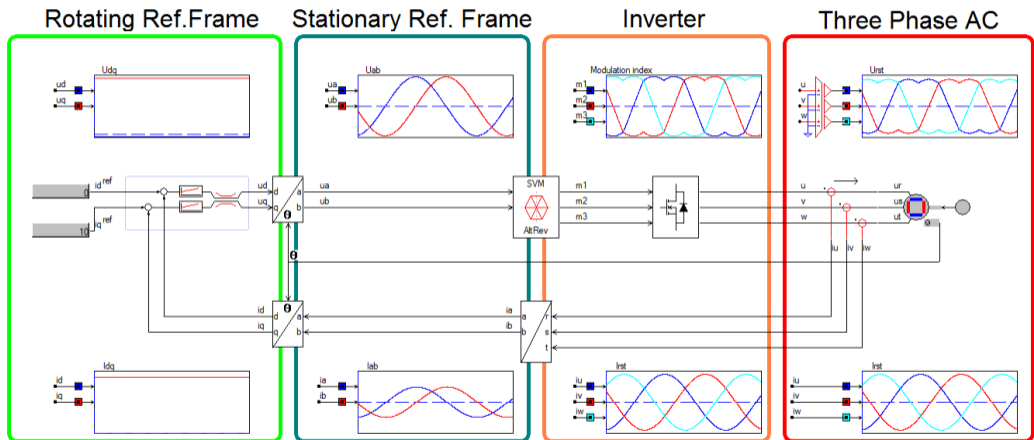 Rotating Ref.Frame
Stationary Ref. Frame
Inverter
Three Phase AC
Udq
ud
uq
Uab
ua
ub
Modulation index
m1
m2
m3
Urst
u
v
w
id ref
0
iq ref
10
ud
uq
d a
q b
θ
ua
ub
SVM
AltRev
m1
m2
m3
u
v
w
ur
us
ut
θ
iu iv iw
θ
d a
q b
id
iq
ia
ib
a r
b s
t
Idq
id
iq
Iab
ia
ib
Irst
iu
iv
iw
Irst
iu
iv
iw